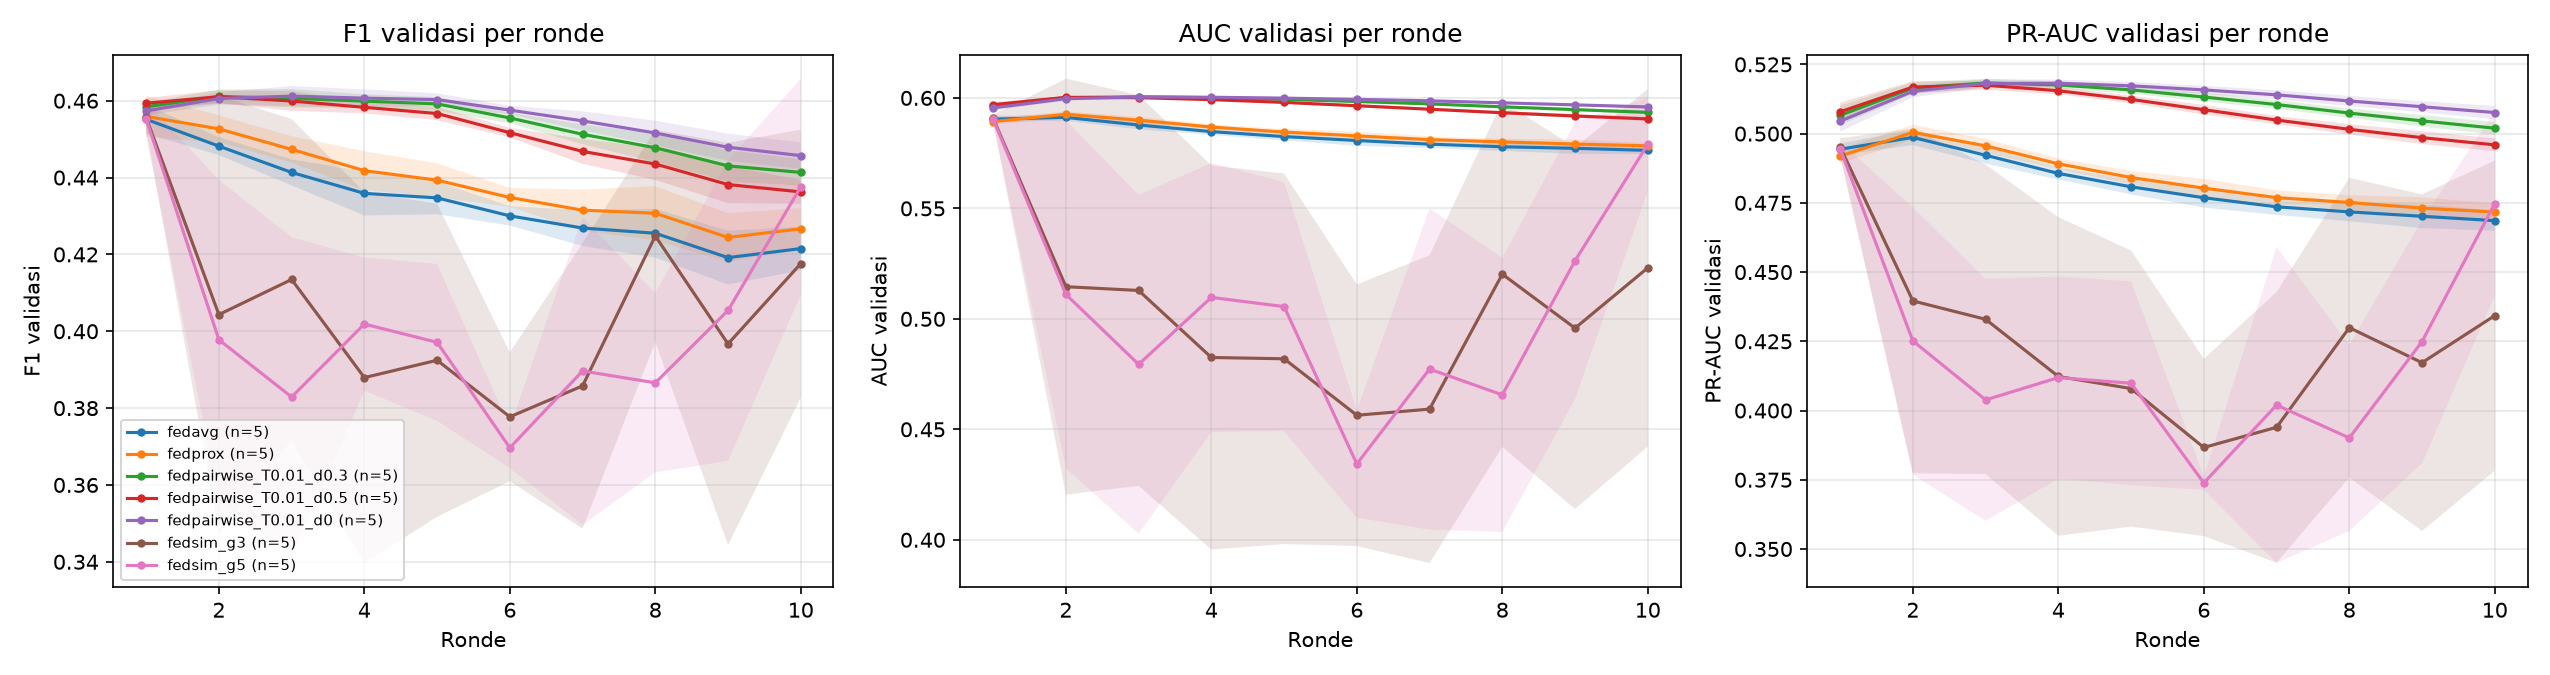 F1 validasi per ronde
F1 validasi
0.46
0.44
0.42
0.40
0.38
0.36
0.34
fedavg (n=5)
fedprox (n=5)
fedpairwise_T0.01_d0.3 (n=5)
fedpairwise_T0.01_d0.5 (n=5)
fedpairwise_T0.01_d0 (n=5)
fedsim_g3 (n=5)
fedsim_g5 (n=5)
2 4 6 8 10
Ronde
AUC validasi per ronde
AUC validasi
0.60
0.55
0.50
0.45
0.40
2 4 6 8 10
Ronde
PR-AUC validasi per ronde
PR-AUC validasi
0.525
0.500
0.475
0.450
0.425
0.400
0.375
0.350
2 4 6 8 10
Ronde